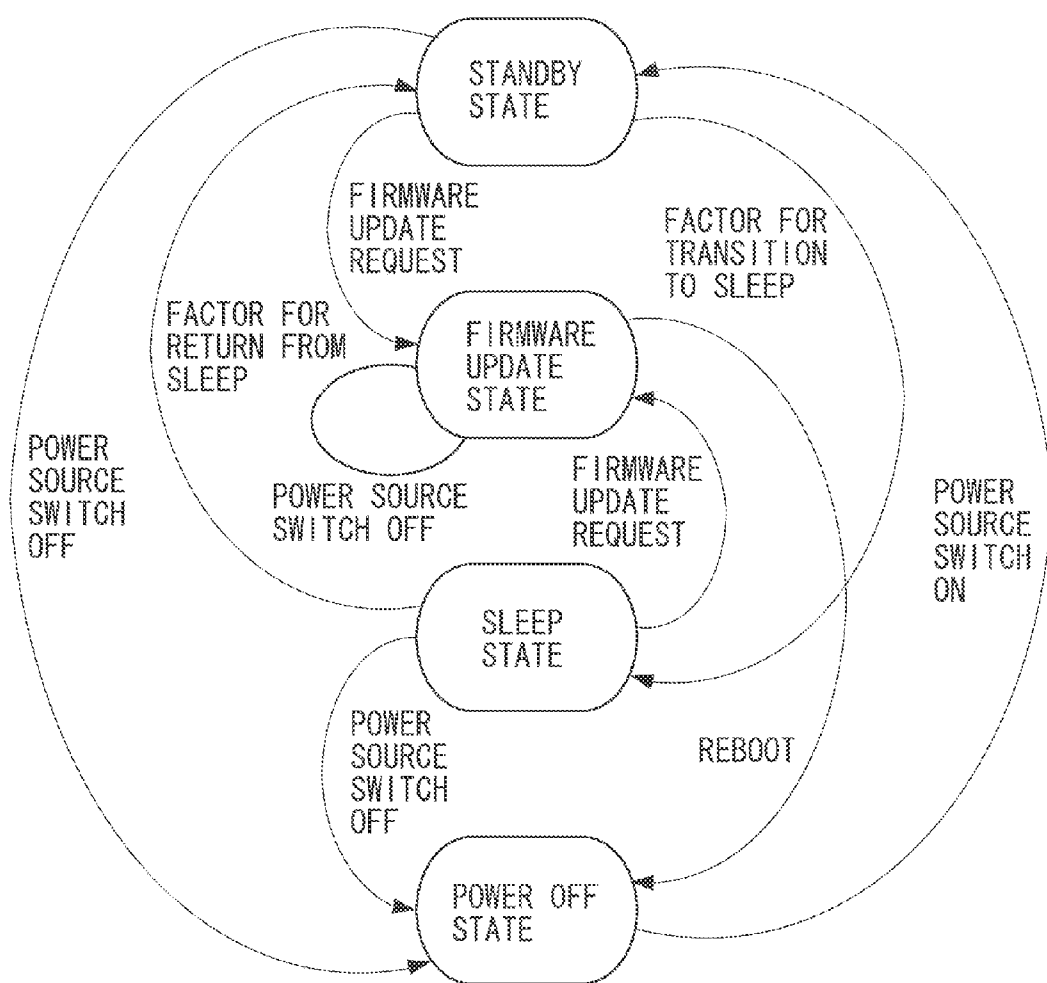 STANDBY
STATE
FIRMWARE
UPDATE
REQUEST
FACTOR FOR
TRANSITION
TO SLEEP
FACTOR FOR
RETURN FROM
SLEEP
FIRMWARE
UPDATE
STATE
POWER
SOURCE
SWITCH
OFF
POWER SOURCE
SWITCH OFF
FIRMWARE
UPDATE
REQUEST
POWER
SOURCE
SWITCH
ON
SLEEP
STATE
POWER
SOURCE
SWITCH
OFF
REBOOT
POWER OFF
STATE